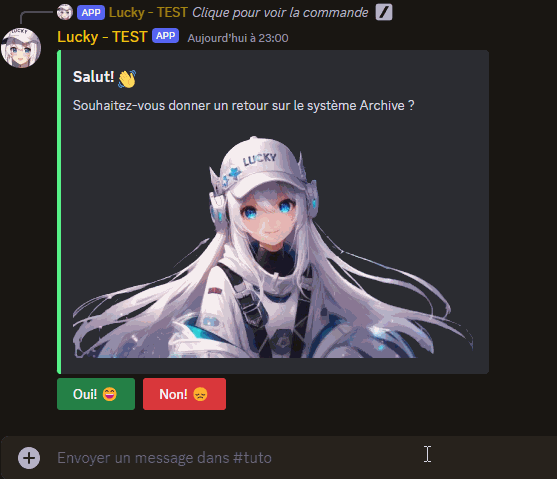 APP Lucky - TEST Clique pour voir la commande
Lucky - TEST APP Aujourd'hui à 23:00
LUCKY
Salut! 👋
Souhaitez-vous donner un retour sur le système Archive ?
LUCKY
Oui! 😄 Non! 😞
Envoyer un message dans #tuto